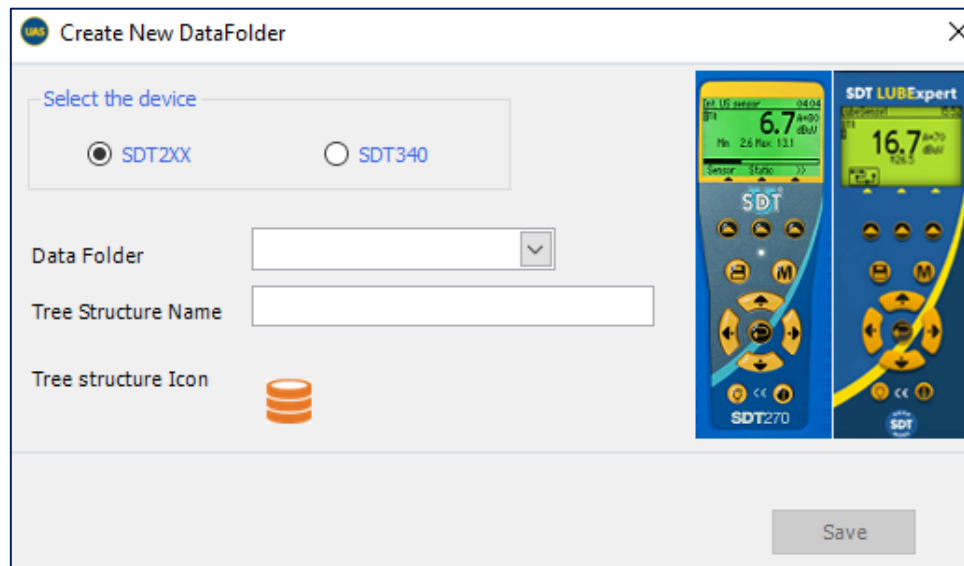 UAS Create New DataFolder
Select the device
SDT2XX SDT340
Data Folder
Tree Structure Name
Tree structure Icon
Int US sensor 04:04
6.7 dBµV
Min 2.6 Max 13.1
Sensor Static >>
SDT
M
CE
SDT270
SDT LUBExpert
16.7
M
CE
SDT
Save